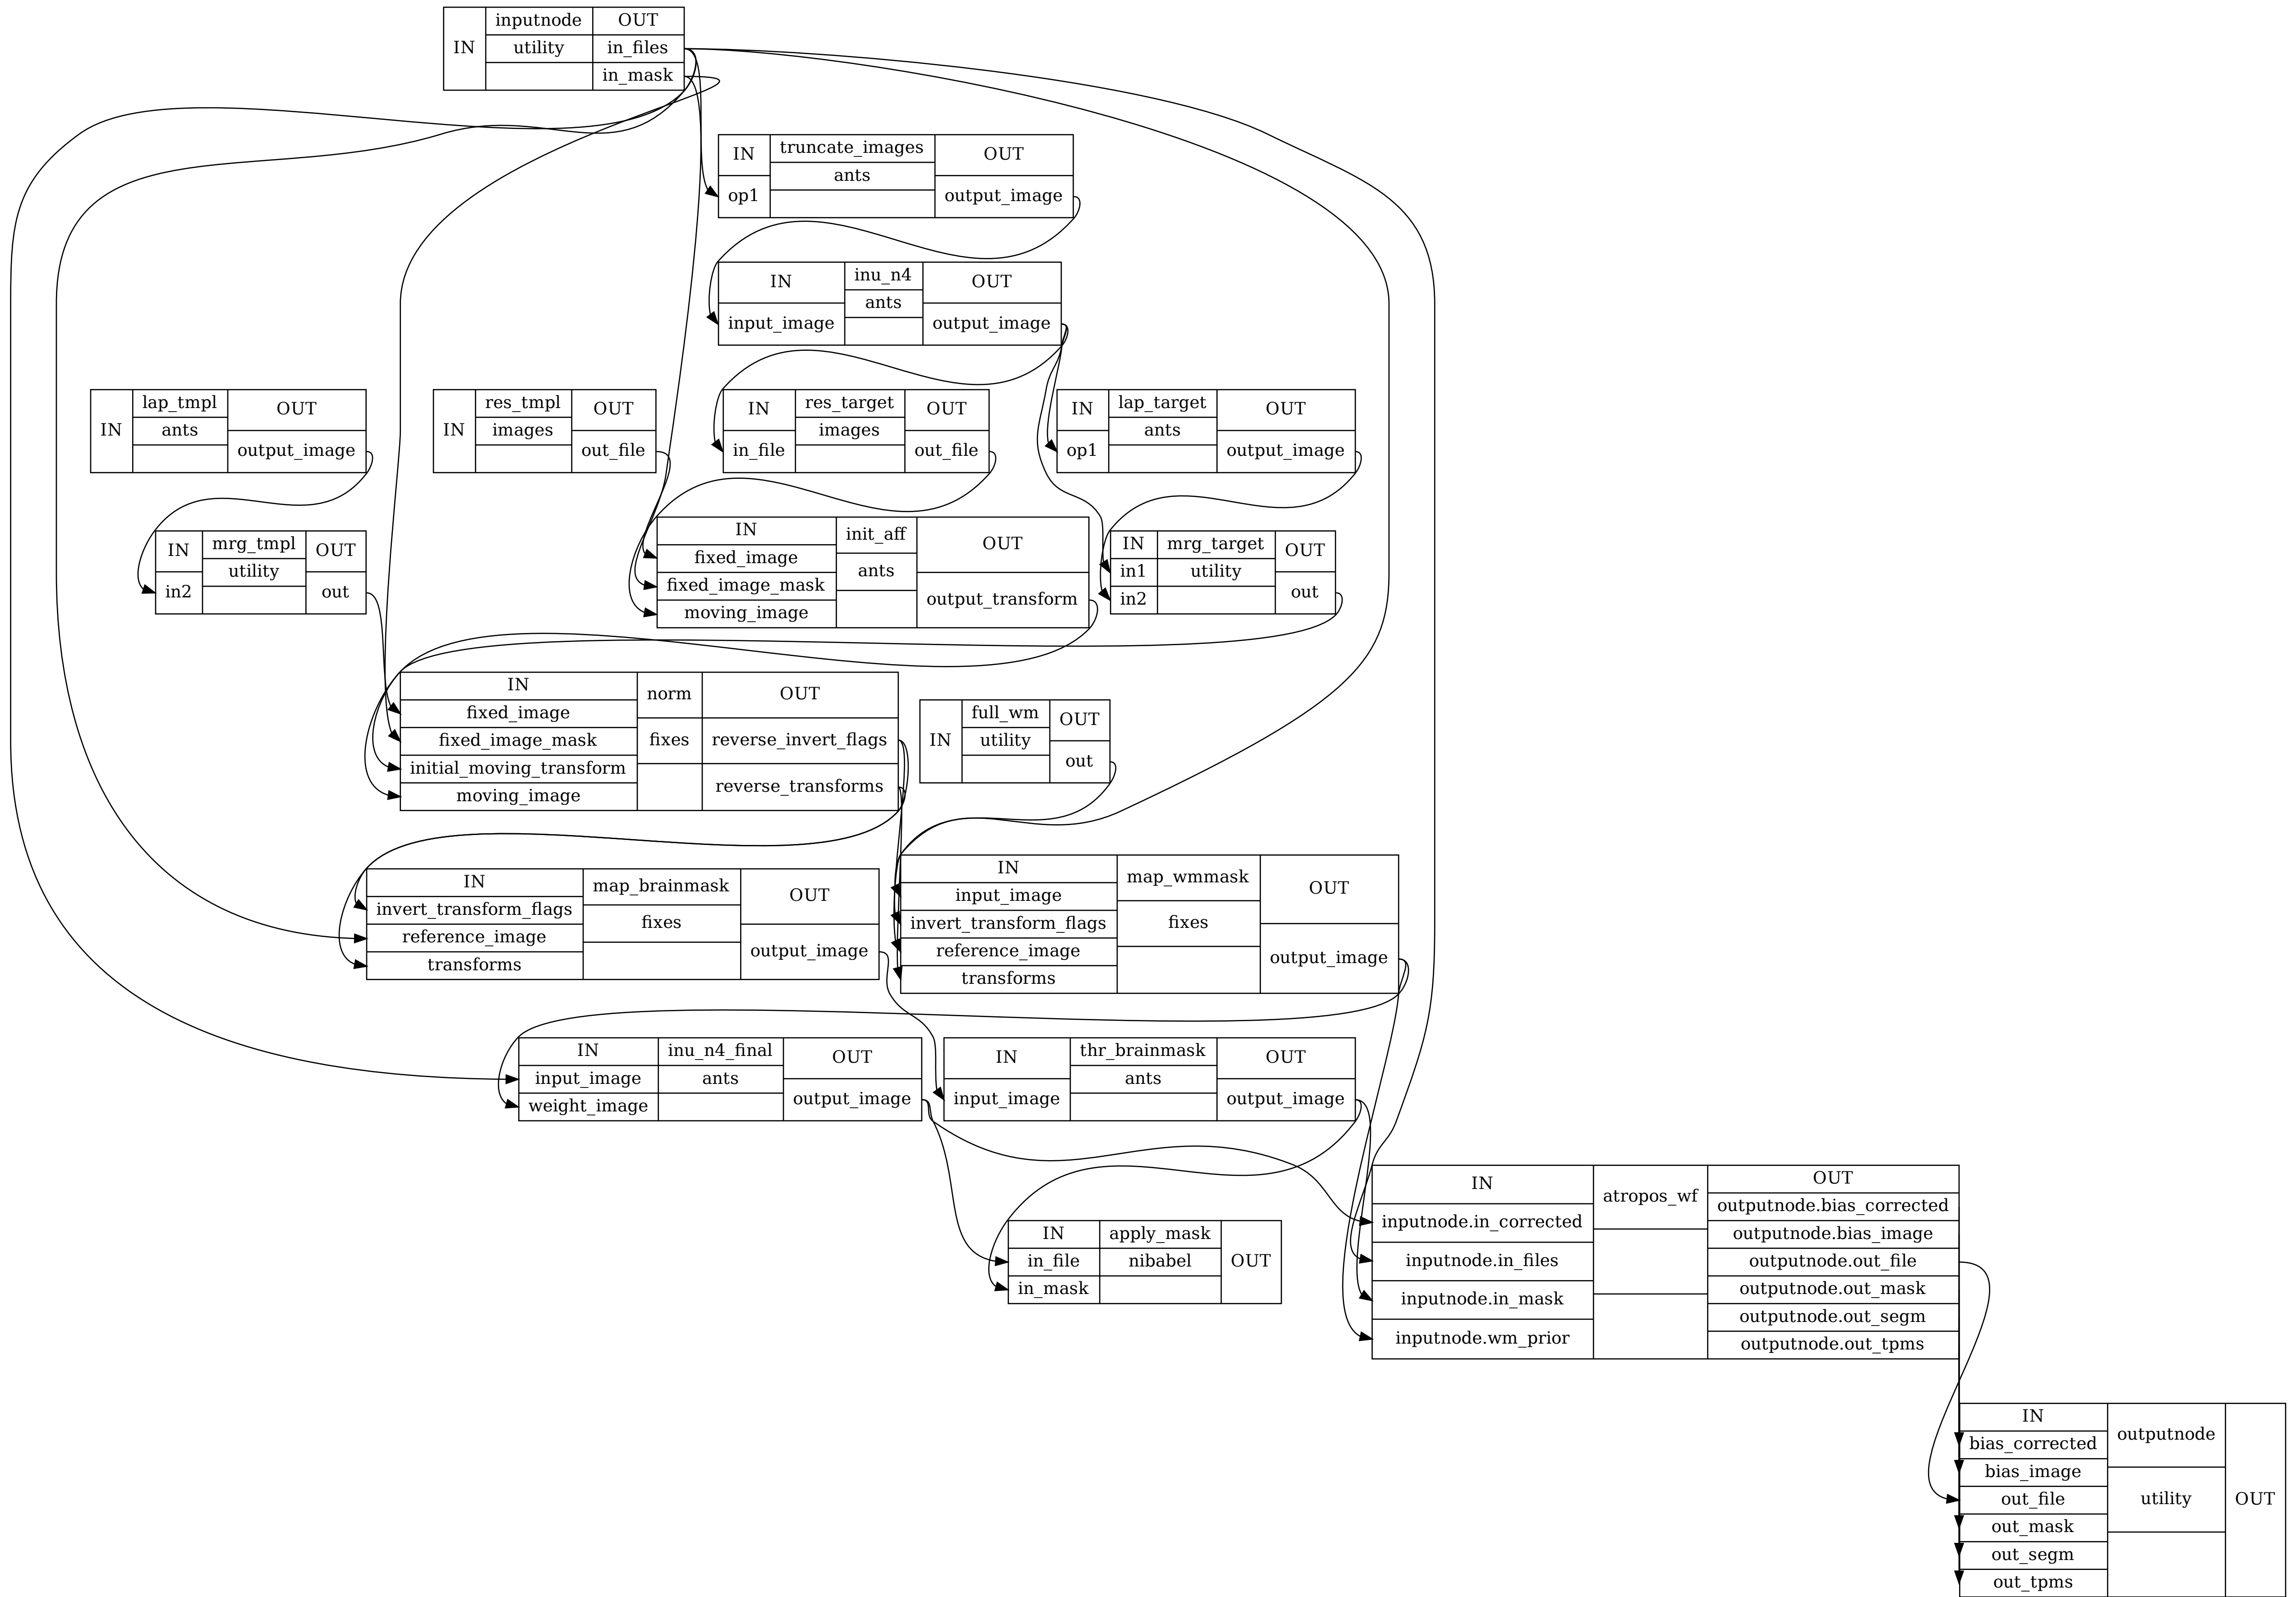 IN
inputnode
utility
OUT
in_files
in_mask
IN
op1
truncate_images
ants
OUT
output_image
IN
input_image
inu_n4
ants
OUT
output_image
IN
lap_tmpl
ants
OUT
output_image
IN
res_tmpl
images
OUT
out_file
IN
in_file
res_target
images
OUT
out_file
IN
op1
lap_target
ants
OUT
output_image
IN
in2
mrg_tmpl
utility
OUT
out
IN
fixed_image
fixed_image_mask
moving_image
init_aff
ants
OUT
output_transform
IN
in1
in2
mrg_target
utility
OUT
out
IN
fixed_image
fixed_image_mask
initial_moving_transform
moving_image
norm
fixes
OUT
reverse_invert_flags
reverse_transforms
IN
full_wm
utility
OUT
out
IN
invert_transform_flags
reference_image
transforms
map_brainmask
fixes
OUT
output_image
IN
input_image
invert_transform_flags
reference_image
transforms
map_wmmask
fixes
OUT
output_image
IN
input_image
weight_image
inu_n4_final
ants
OUT
output_image
IN
input_image
thr_brainmask
ants
OUT
output_image
IN
in_file
in_mask
apply_mask
nibabel
OUT
IN
inputnode.in_corrected
inputnode.in_files
inputnode.in_mask
inputnode.wm_prior
atropos_wf
OUT
outputnode.bias_corrected
outputnode.bias_image
outputnode.out_file
outputnode.out_mask
outputnode.out_segm
outputnode.out_tpms
IN
bias_corrected
bias_image
out_file
out_mask
out_segm
out_tpms
outputnode
utility
OUT